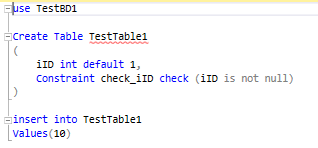 use TestBD1
Create Table TestTable1
(
iID int default 1,
Constraint check_iID check (iID is not null)
)
insert into TestTable1
Values(10)